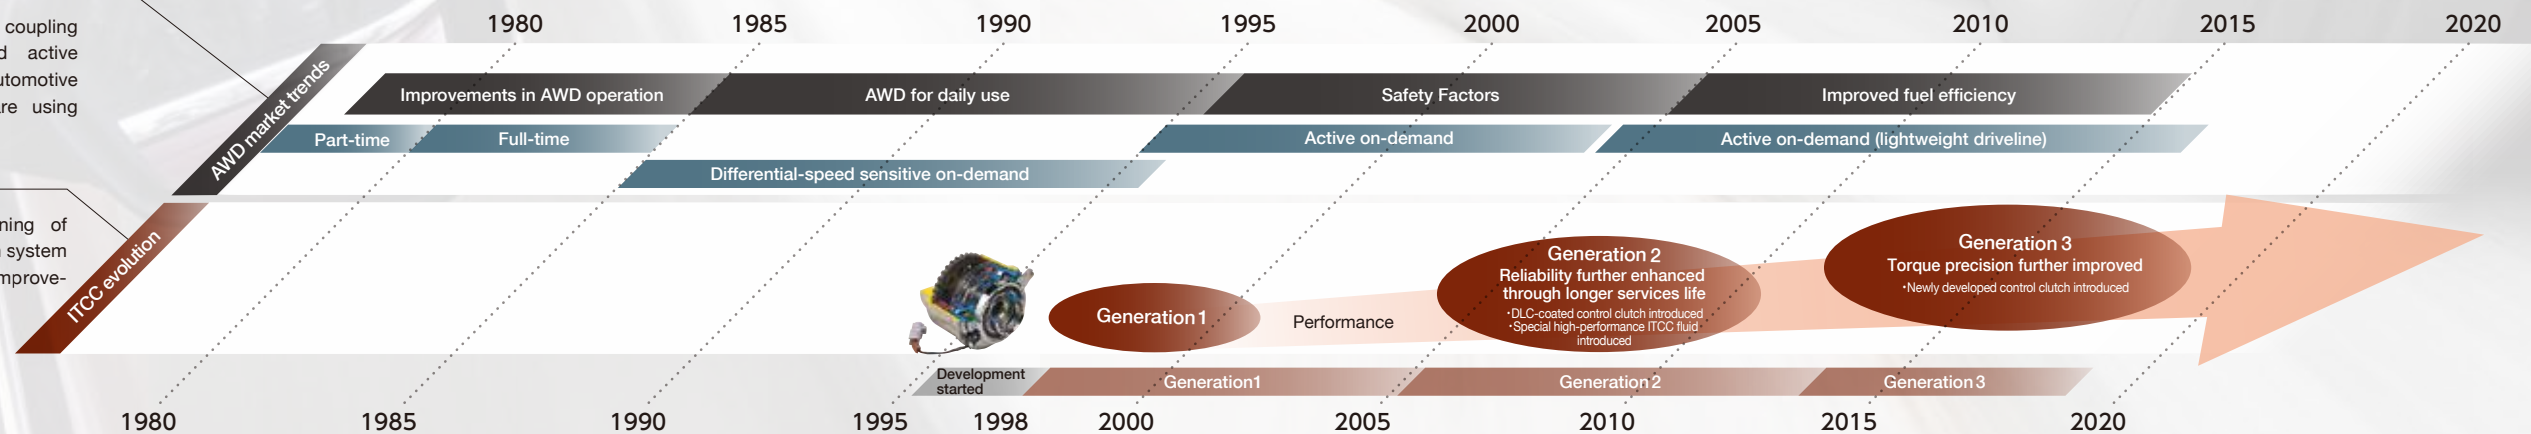 coupling
active
are using
1980 1985 1990 1995 2000 2005 2010 2015 2020
AWD market trends
Improvements in AWD operation
AWD for daily use
Safety Factors
Improved fuel efficiency
Part-time
Full-time
Active on-demand
Active on-demand (lightweight driveline)
Differential-speed sensitive on-demand
of
system
ITCC evolution
Generation 1
Performance
Generation 2
Reliability further enhanced
through longer services life
・DLC-coated control clutch introduced
・Special high-performance ITCC fluid
introduced
Generation 3
Torque precision further improved
・Newly developed control clutch introduced
Development
started
Generation1
Generation 2
Generation 3
1980 1985 1990 1995 1998 2000 2005 2010 2015 2020